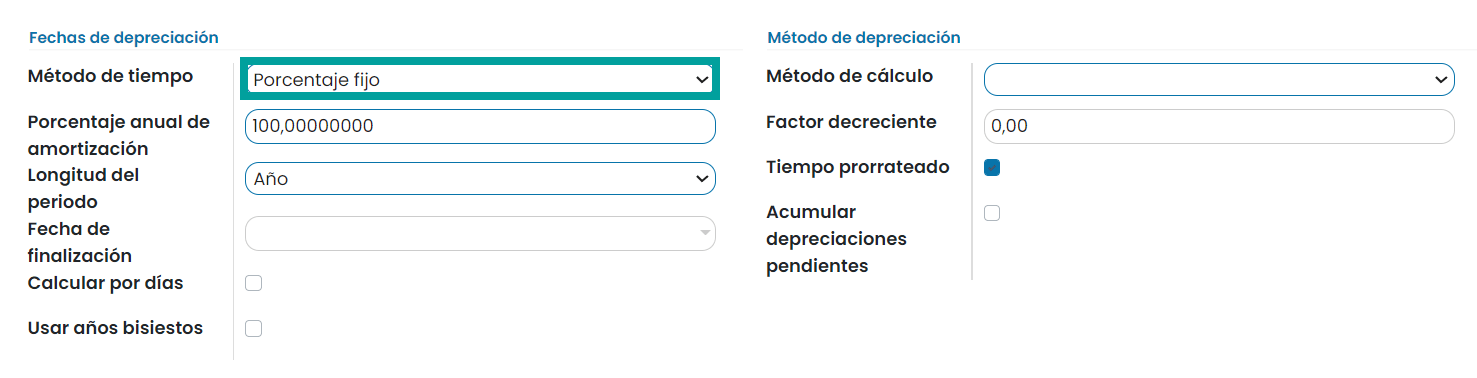 Fechas de depreciación
Método de tiempo
Porcentaje fijo
Porcentaje anual de
amortización
100,00000000
Longitud del
periodo
Año
Fecha de
finalización
Calcular por días
Usar años bisiestos
Método de depreciación
Método de cálculo
Factor decreciente
0,00
Tiempo prorrateado
Acumular
depreciaciones
pendientes